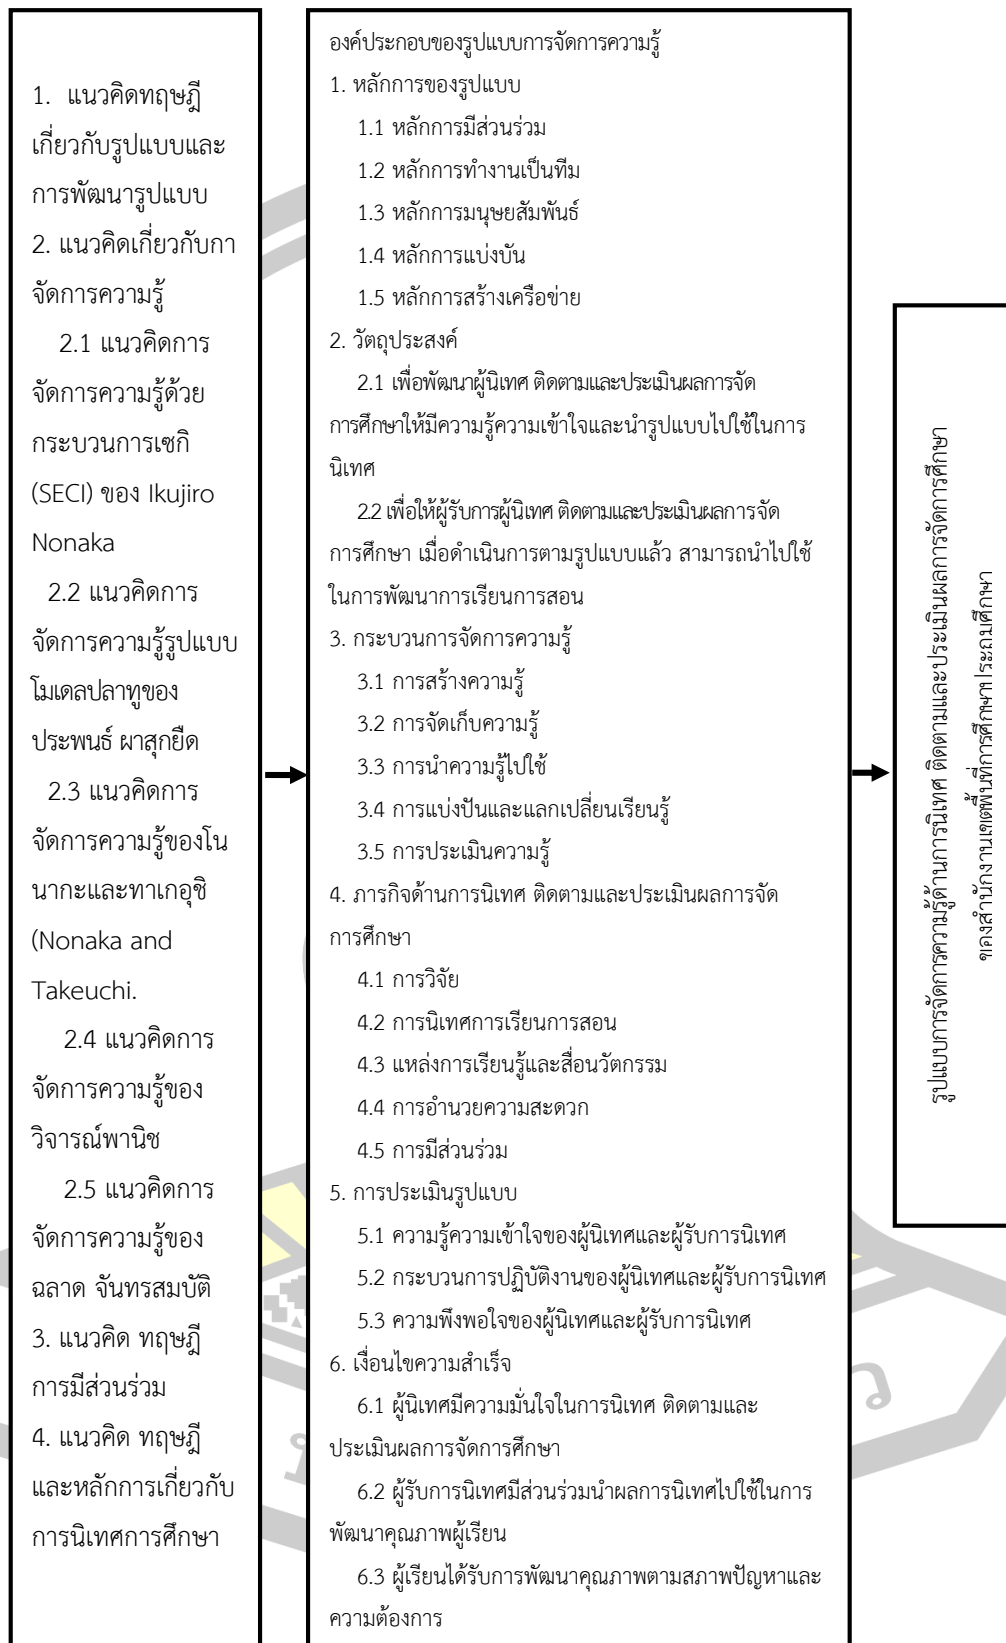 1.  แนวคิดทฤษฎี
เกี่ยวกับรูปแบบและ
การพัฒนารูปแบบ
2. แนวคิดเกี่ยวกับกา
จัดการความรู้
2.1 แนวคิดการ
จัดการความรู้ด้วย
กระบวนการเซกิ
(SECI) ของ Ikujiro
Nonaka
2.2 แนวคิดการ
จัดการความรู้รูปแบบ
โมเดลปลาทูของ
ประพนธ์ ผาสุกยืด
2.3 แนวคิดการ
จัดการความรู้ของโน
นากะและทาเกอุชิ
(Nonaka and
Takeuchi.
2.4 แนวคิดการ
จัดการความรู้ของ
วิจารณ์พานิช
2.5 แนวคิดการ
จัดการความรู้ของ
ฉลาด จันทรสมบัติ
3. แนวคิด ทฤษฎี
การมีส่วนร่วม
4. แนวคิด ทฤษฎี
และหลักการเกี่ยวกับ
การนิเทศการศึกษา
องค์ประกอบของรูปแบบการจัดการความรู้
1. หลักการของรูปแบบ
1.1 หลักการมีส่วนร่วม
1.2 หลักการทำงานเป็นทีม
1.3 หลักการมนุษยสัมพันธ์
1.4 หลักการแบ่งบัน
1.5 หลักการสร้างเครือข่าย
2. วัตถุประสงค์
2.1 เพื่อพัฒนาผู้นิเทศ ติดตามและประเมินผลการจัด
การศึกษาให้มีความรู้ความเข้าใจและนำรูปแบบไปใช้ในการ
นิเทศ
2.2 เพื่อให้ผู้รับการผู้นิเทศ ติดตามและประเมินผลการจัด
การศึกษา เมื่อดำเนินการตามรูปแบบแล้ว สามารถนำไปใช้
ในการพัฒนาการเรียนการสอน
3. กระบวนการจัดการความรู้
3.1 การสร้างความรู้
3.2 การจัดเก็บความรู้
3.3 การนำความรู้ไปใช้
3.4 การแบ่งปันและแลกเปลี่ยนเรียนรู้
3.5 การประเมินความรู้
4. ภารกิจด้านการนิเทศ ติดตามและประเมินผลการจัด
การศึกษา
4.1 การวิจัย
4.2 การนิเทศการเรียนการสอน
4.3 แหล่งการเรียนรู้และสื่อนวัตกรรม
4.4 การอำนวยความสะดวก
4.5 การมีส่วนร่วม
5. การประเมินรูปแบบ
5.1 ความรู้ความเข้าใจของผู้นิเทศและผู้รับการนิเทศ
5.2 กระบวนการปฏิบัติงานของผู้นิเทศและผู้รับการนิเทศ
5.3 ความพึงพอใจของผู้นิเทศและผู้รับการนิเทศ
6. เงื่อนไขความสำเร็จ
6.1 ผู้นิเทศมีความมั่นใจในการนิเทศ ติดตามและ
ประเมินผลการจัดการศึกษา
6.2 ผู้รับการนิเทศมีส่วนร่วมนำผลการนิเทศไปใช้ในการ
พัฒนาคุณภาพผู้เรียน
6.3 ผู้เรียนได้รับการพัฒนาคุณภาพตามสภาพปัญหาและ
ความต้องการ
รูปแบบการจัดการความรู้ด้านการนิเทศ ติดตามและประเมินผลการจัดการศึกษา
ของสำนักงานเขตพื้นที่การศึกษาประถมศึกษา